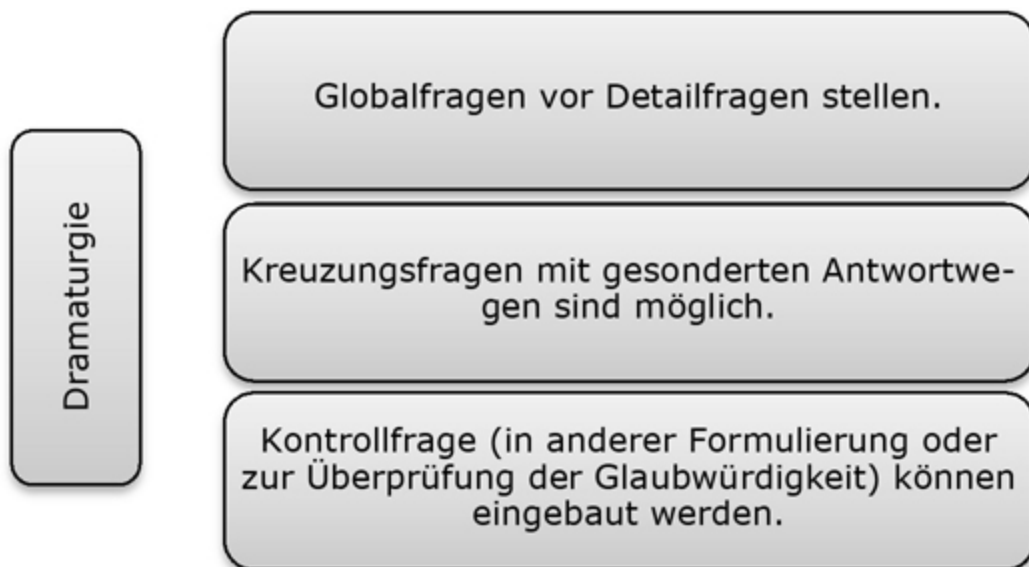 Dramaturgie
Globalfragen vor Detailfragen stellen.
Kreuzungsfragen mit gesonderten Antwortwe-
gen sind möglich.
Kontrollfrage (in anderer Formulierung oder
zur Überprüfung der Glaubwürdigkeit) können
eingebaut werden.